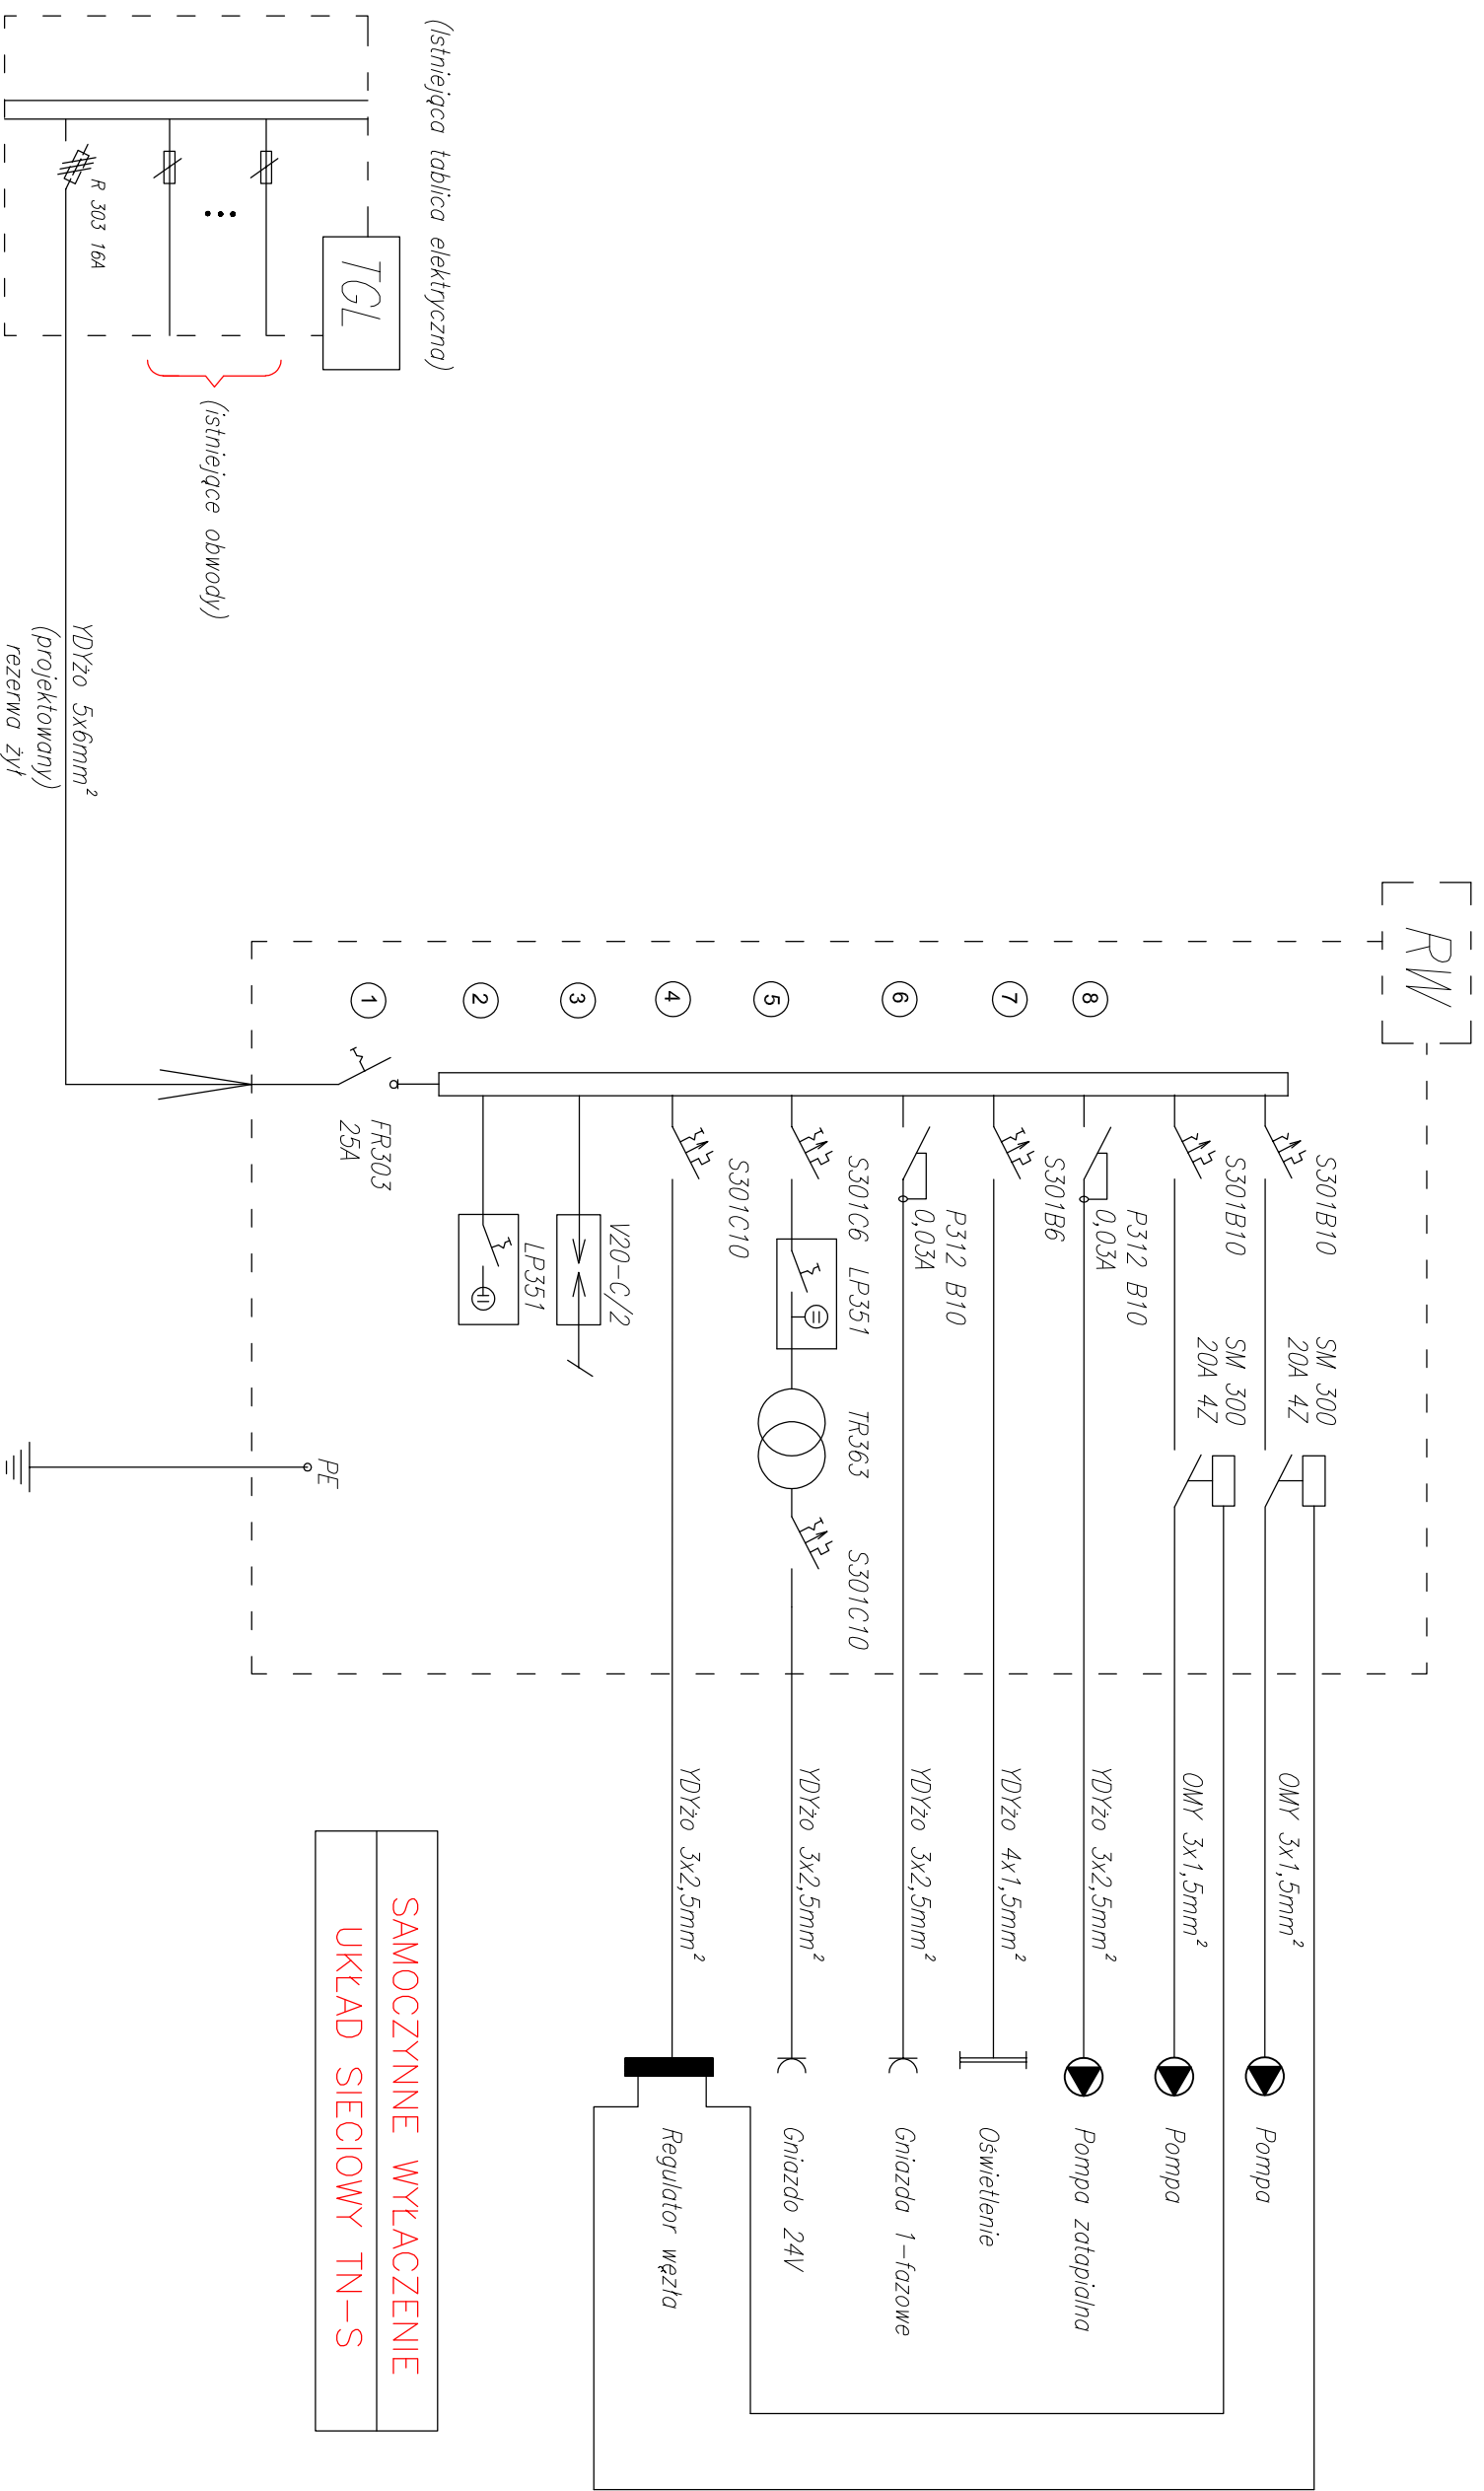 RW
(Istniejąca tablica elektryczna)
TGL
R 303 16A
(istniejące obwody)
YDYżo 5x6mm²
(projektowany)
rezerwa żył
8
7
6
5
4
3
2
1
FR303
25A
LP351
V20-C/2
S301C10
S301C6 LP351
TR363
S301C10
P312 B10
0,03A
S301B6
P312 B10
0,03A
S301B10
SM 300
20A 4Z
S301B10
SM 300
20A 4Z
PE
OMY 3x1,5mm²
Pompa
OMY 3x1,5mm²
Pompa
YDYżo 3x2,5mm²
Pompa zatapialna
YDYżo 4x1,5mm²
Oświetlenie
YDYżo 3x2,5mm²
Gniazda 1-fazowe
YDYżo 3x2,5mm²
Gniazdo 24V
YDYżo 3x2,5mm²
Regulator węzła
SAMOCZYNNE WYŁACZENIE
UKŁAD SIECIOWY TN-S